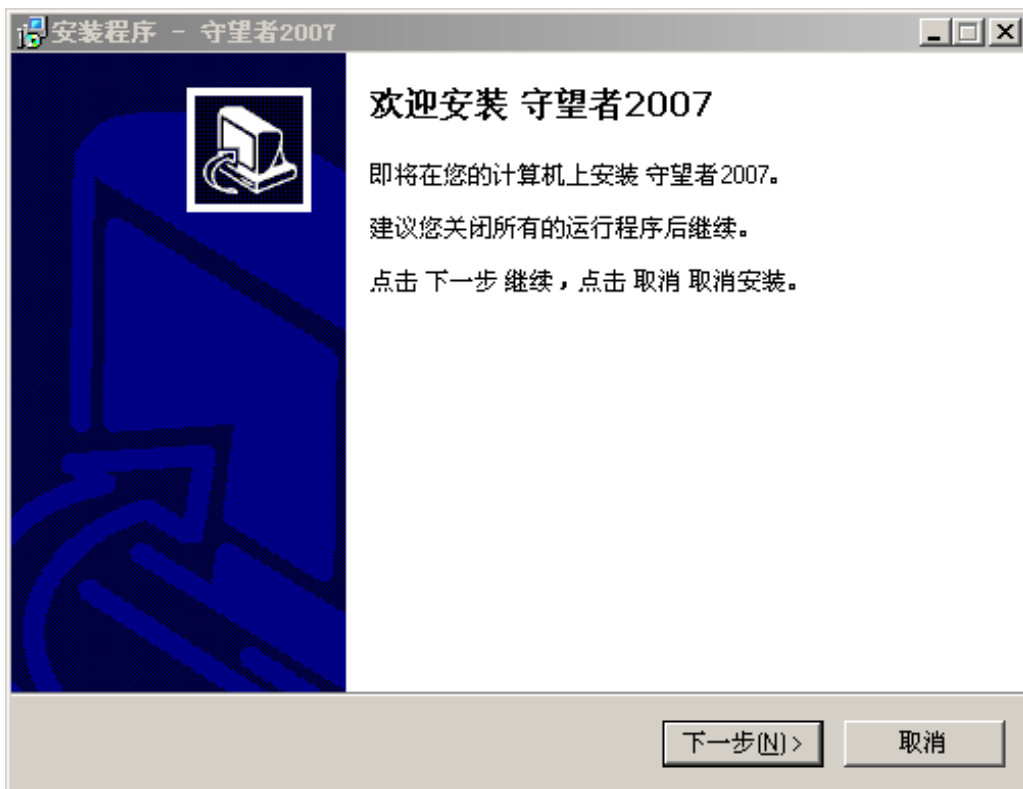 安装程序 - 守望者2007
欢迎安装 守望者2007
即将在您的计算机上安装 守望者2007。
建议您关闭所有的运行程序后继续。
点击 下一步 继续，点击 取消 取消安装。
下一步(N) >
取消